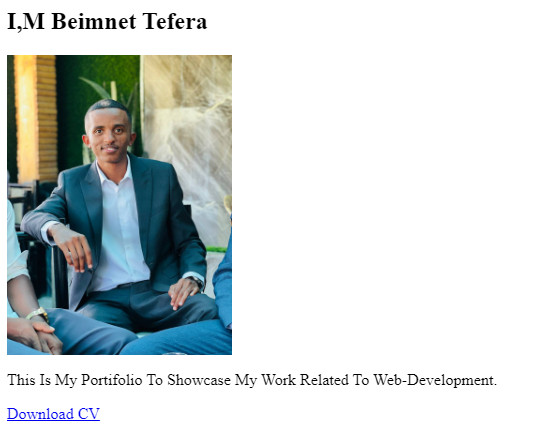 I,M Beimnet Tefera
This Is My Portifolio To Showcase My Work Related To Web-Development.
Download CV